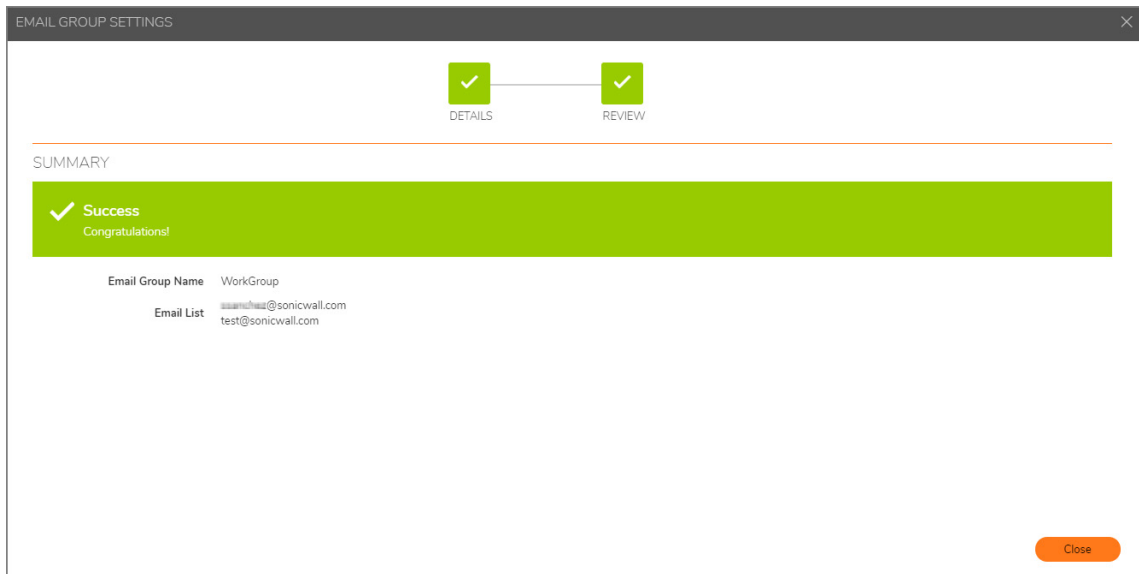 EMAIL GROUP SETTINGS
DETAILS
REVIEW
SUMMARY
Success
Congratulations!
Email Group Name WorkGroup
Email List
@sonicwall.com
test@sonicwall.com
Close